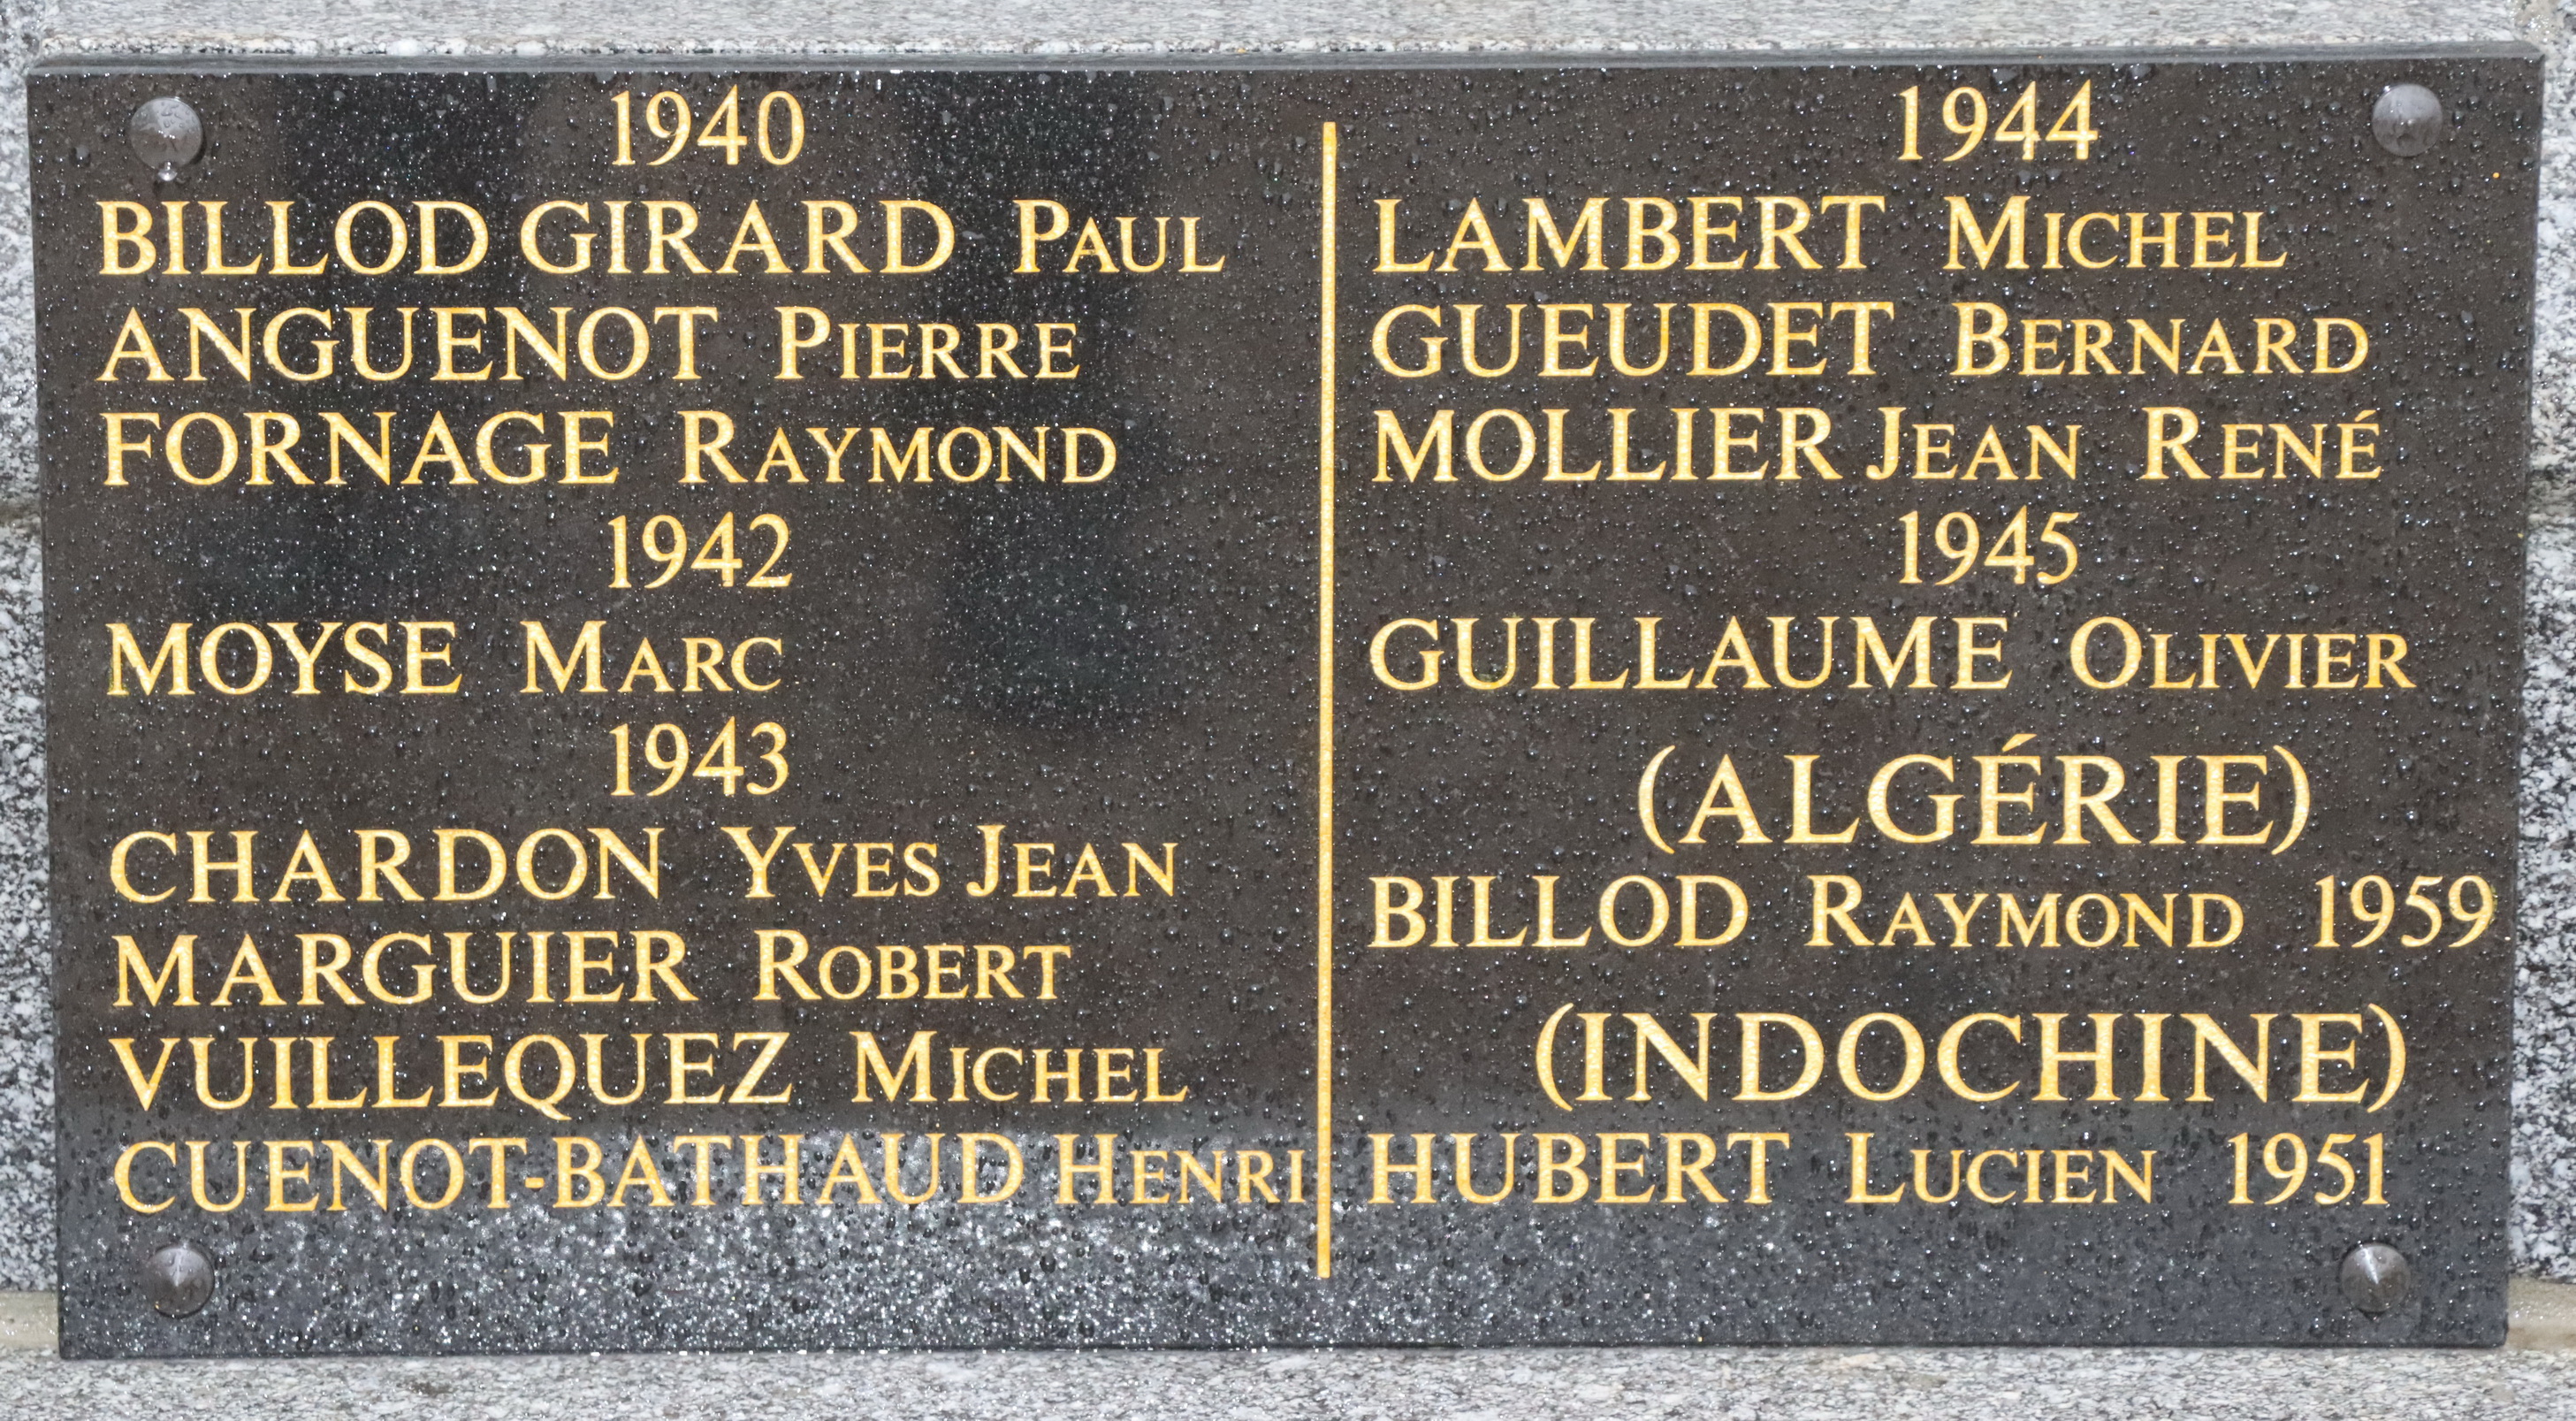 1940
BILLOD GIRARD PAUL
ANGUENOT PIERRE
FORNAGE RAYMOND
1942
MOYSE MARC
1943
CHARDON YVES JEAN
MARGUIER ROBERT
VUILLEQUEZ MICHEL
CUENOT-BATHAUD HENRI
1944
LAMBERT MICHEL
GUEUDET BERNARD
MOLLIER JEAN RENÉ
1945
GUILLAUME OLIVIER
(ALGÉRIE)
BILLOD RAYMOND 1959
(INDOCHINE)
HUBERT LUCIEN 1951